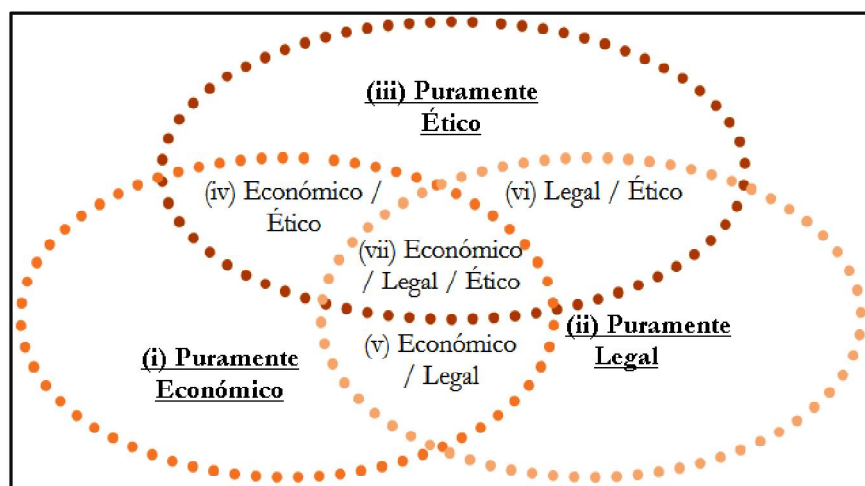 (iii) Puramente
Ético
(iv) Económico /
Ético
(vi) Legal / Ético
(vii) Económico
/ Legal / Ético
(i) Puramente
Económico
(v) Económico
/ Legal
(ii) Puramente
Legal